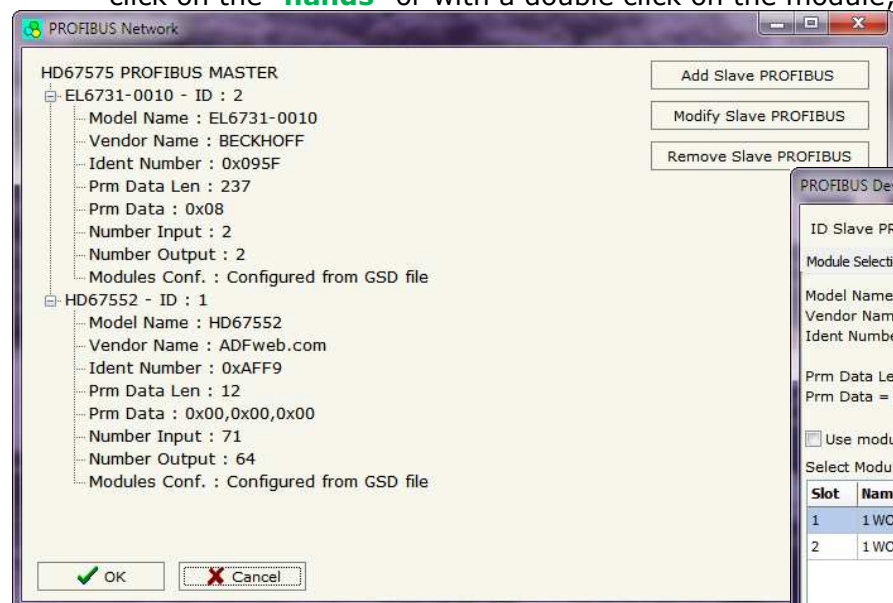 click on the "hands" or with a double click on the module,
PROFIBUS Network
HD67575 PROFIBUS MASTER
EL6731-0010 - ID : 2
Model Name : EL6731-0010
Vendor Name : BECKHOFF
Ident Number : 0x095F
Prm Data Len : 237
Prm Data : 0x08
Number Input : 2
Number Output : 2
Modules Conf. : Configured from GSD file
HD67552 - ID : 1
Model Name : HD67552
Vendor Name : ADFweb.com
Ident Number : 0xAFF9
Prm Data Len : 12
Prm Data : 0x00,0x00,0x00
Number Input : 71
Number Output : 64
Modules Conf. : Configured from GSD file
OK
Cancel
Add Slave PROFIBUS
Modify Slave PROFIBUS
Remove Slave PROFIBUS
PROFIBUS De
ID Slave PR
Module Selecti
Model Name
Vendor Nam
Ident Numbe
Prm Data Le
Prm Data =
Use modu
Select Modu
Slot Nam
1 1 WO
2 1 WO